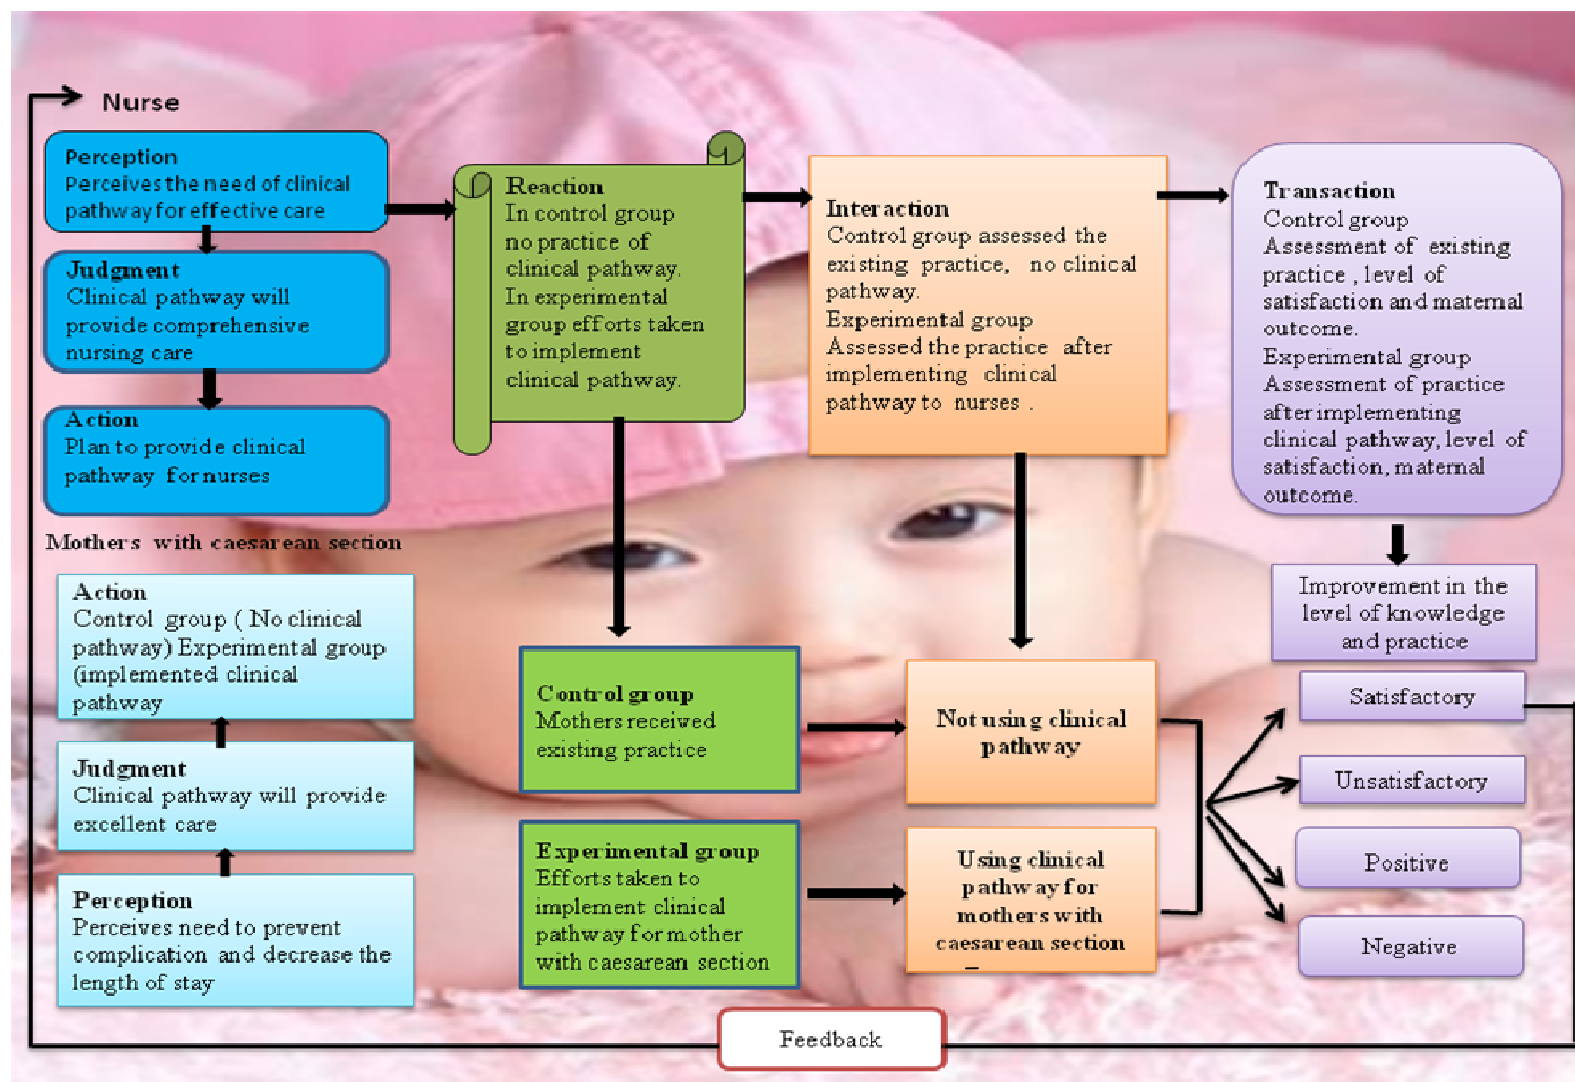 Nurse
Perception
Perceives the need of clinical
pathway for effective care
Judgment
Clinical pathway will
provide comprehensive
nursing care
Action
Plan to provide clinical
pathway for nurses
Mothers with caesarean section
Action
Control group ( No clinical
pathway) Experimental group
(implemented clinical
pathway
Judgment
Clinical pathway will provide
excellent care
Perception
Perceives need to prevent
complication and decrease the
length of stay
Reaction
In control group
no practice of
clinical pathway.
In experimental
group efforts taken
to implement
clinical pathway.
Control group
Mothers received
existing practice
Experimental group
Efforts taken to
implement clinical
pathway for mother
with caesarean section
Interaction
Control group assessed the
existing practice, no clinical
pathway.
Experimental group
Assessed the practice after
implementing clinical
pathway to nurses .
Not using clinical
pathway
Using clinical
pathway for
mothers with
caesarean section
Transaction
Control group
Assessment of existing
practice , level of
satisfaction and maternal
outcome.
Experimental group
Assessment of practice
after implementing
clinical pathway, level of
satisfaction, maternal
outcome.
Improvement in the
level of knowledge
and practice
Satisfactory
Unsatisfactory
Positive
Negative
Feedback